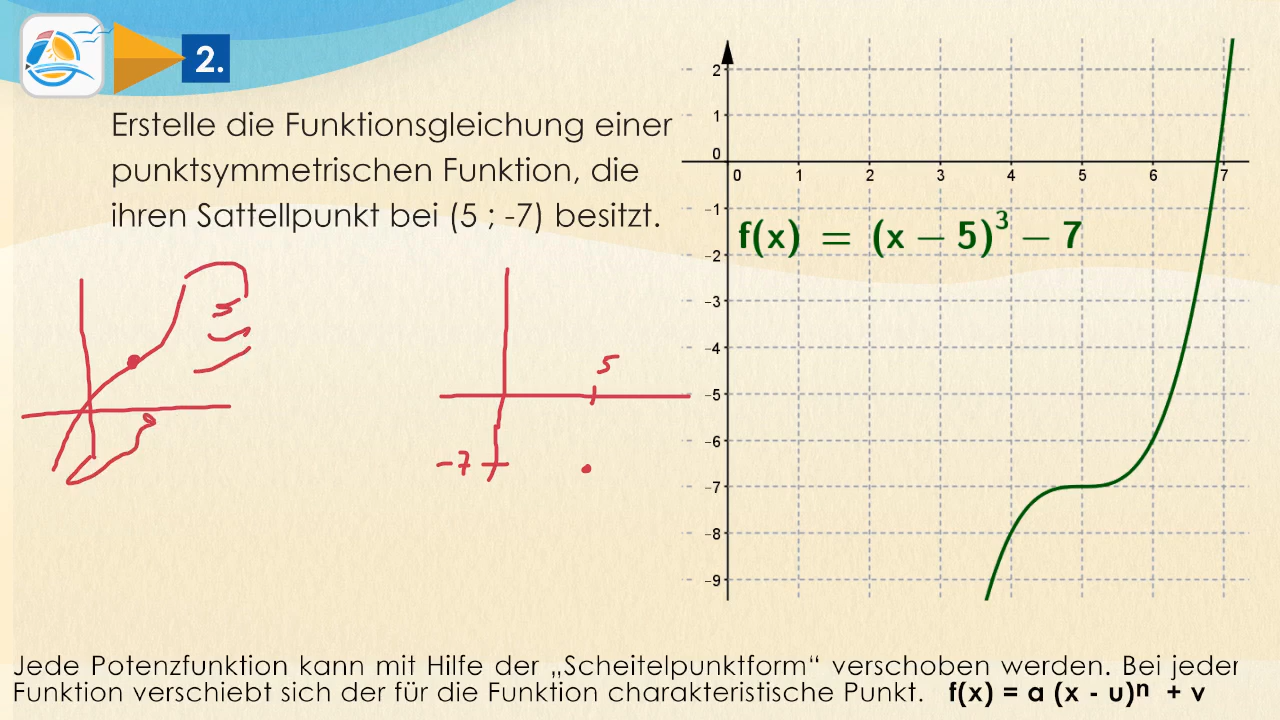 2.
Erstelle die Funktionsgleichung einer
punktsymmetrischen Funktion, die
ihren Sattellpunkt bei (5 ; -7) besitzt.
2
1
0
0 1 2 3 4 5 6 7
−1
f(x) = (x − 5)³ − 7
−2
−3
−4
−5
−6
−7
−8
−9
5
-7
Jede Potenzfunktion kann mit Hilfe der „Scheitelpunktform“ verschoben werden. Bei jeder
Funktion verschiebt sich der für die Funktion charakteristische Punkt. f(x) = a (x - u)ⁿ + v